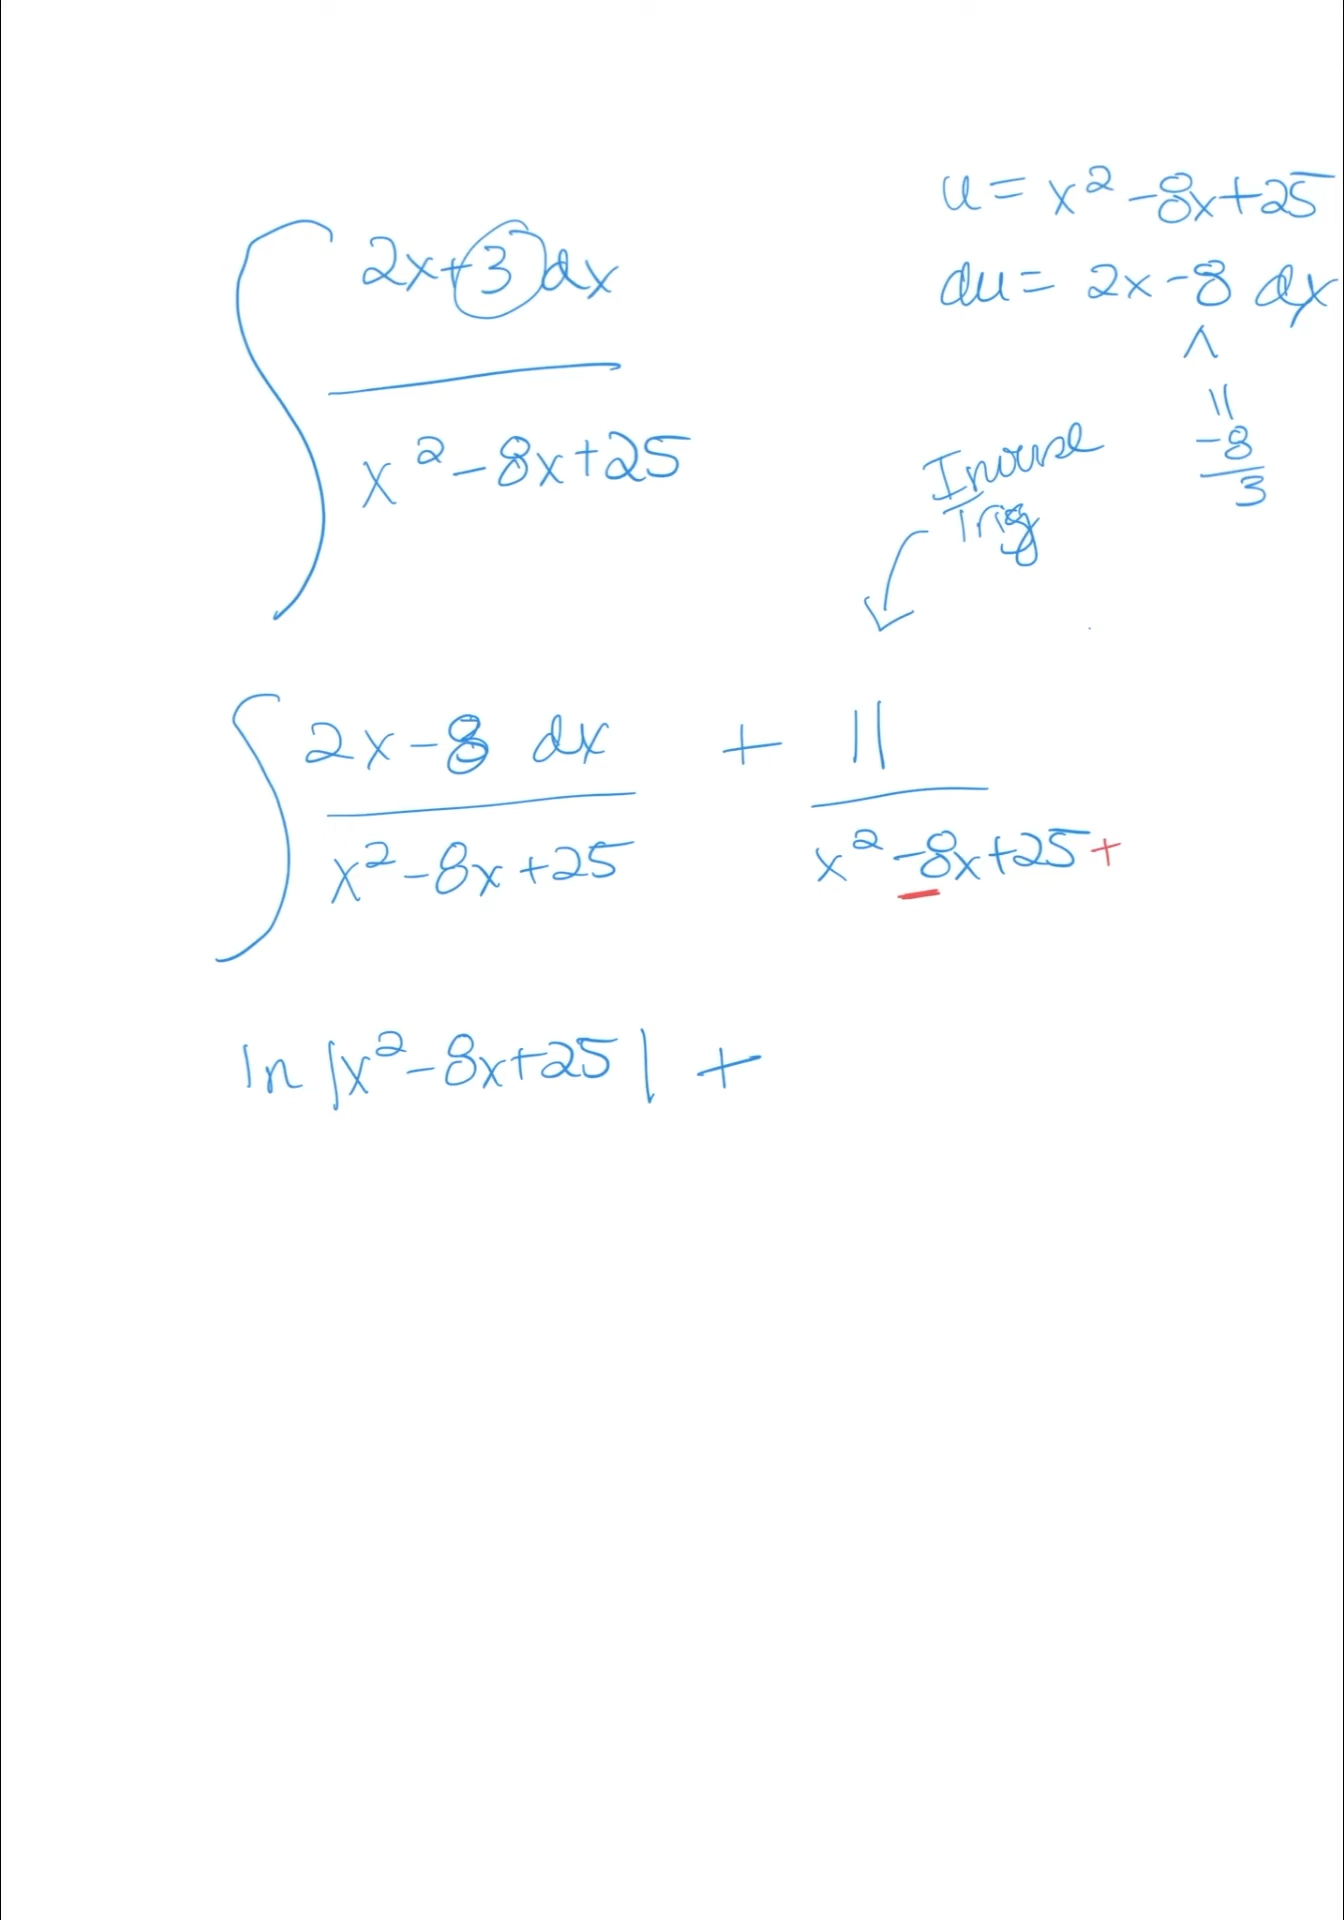 u = x² -8x+25
∫ 2x+3 dx
du = 2x -8 dx
^
11
-8
3
x² - 8x+25
Inverse
Trig
∫ 2x-8 dx + 11
x² -8x +25 x² -8x+25 +
ln |x² -8x+25| +